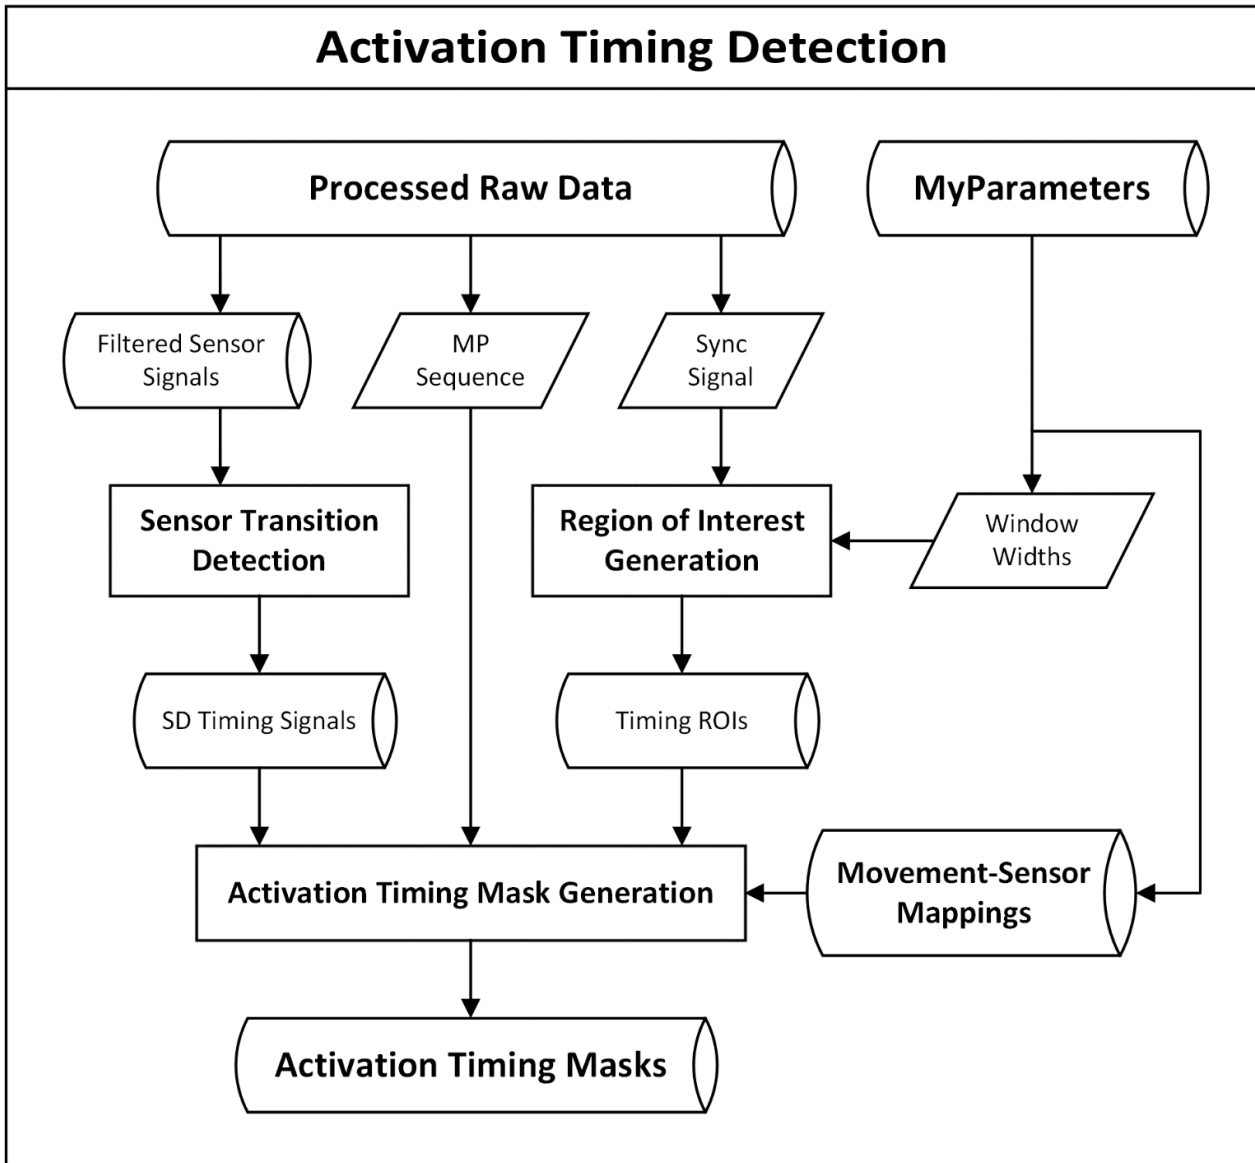 Activation Timing Detection
Processed Raw Data
MyParameters
Filtered Sensor
Signals
MP
Sequence
Sync
Signal
Sensor Transition
Detection
Region of Interest
Generation
Window
Widths
SD Timing Signals
Timing ROIs
Activation Timing Mask Generation
Movement-Sensor
Mappings
Activation Timing Masks